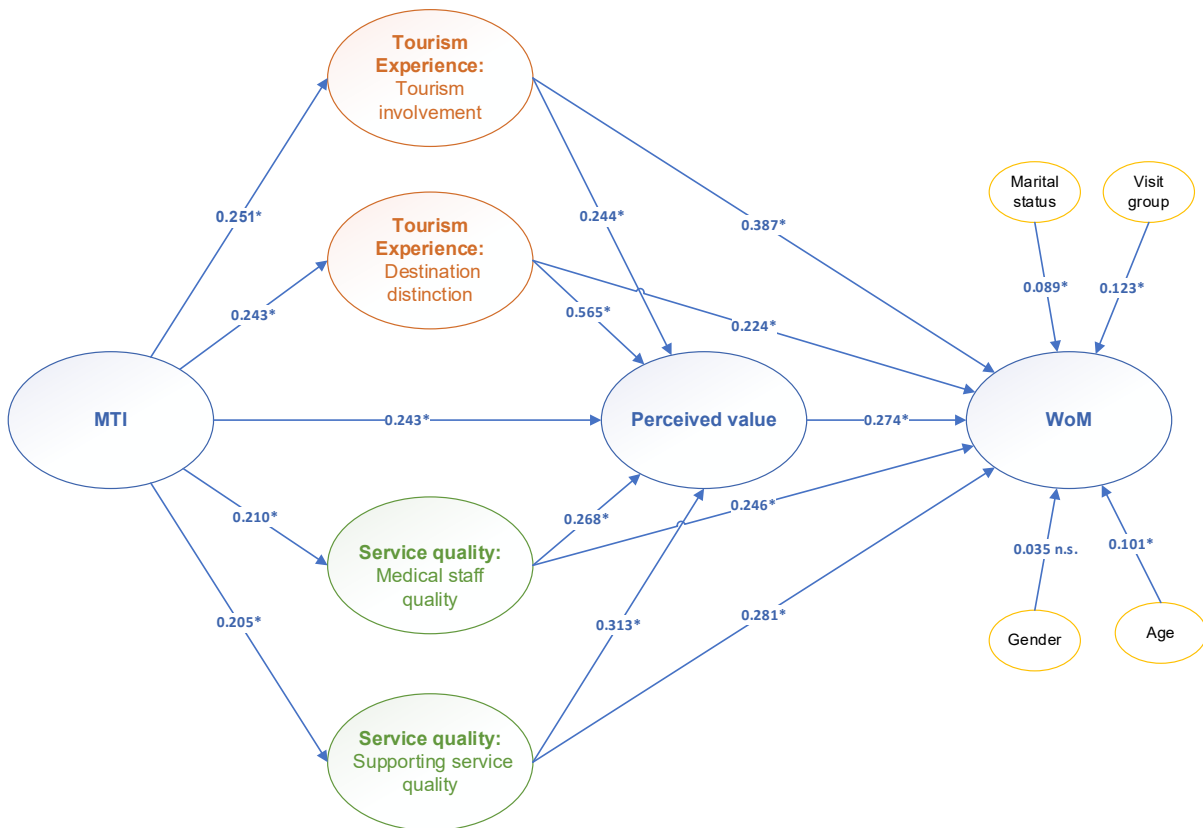 Tourism
Experience:
Tourism
involvement
Marital
status
Visit
group
0.251*
0.244*
0.387*
Tourism
Experience:
Destination
distinction
0.089*
0.123*
0.243*
0.565*
0.224*
MTI
0.243*
Perceived value
0.274*
WoM
0.210*
0.268*
0.246*
Service quality:
Medical staff
quality
0.035 n.s.
0.101*
0.205*
0.313*
0.281*
Gender
Age
Service quality:
Supporting service
quality